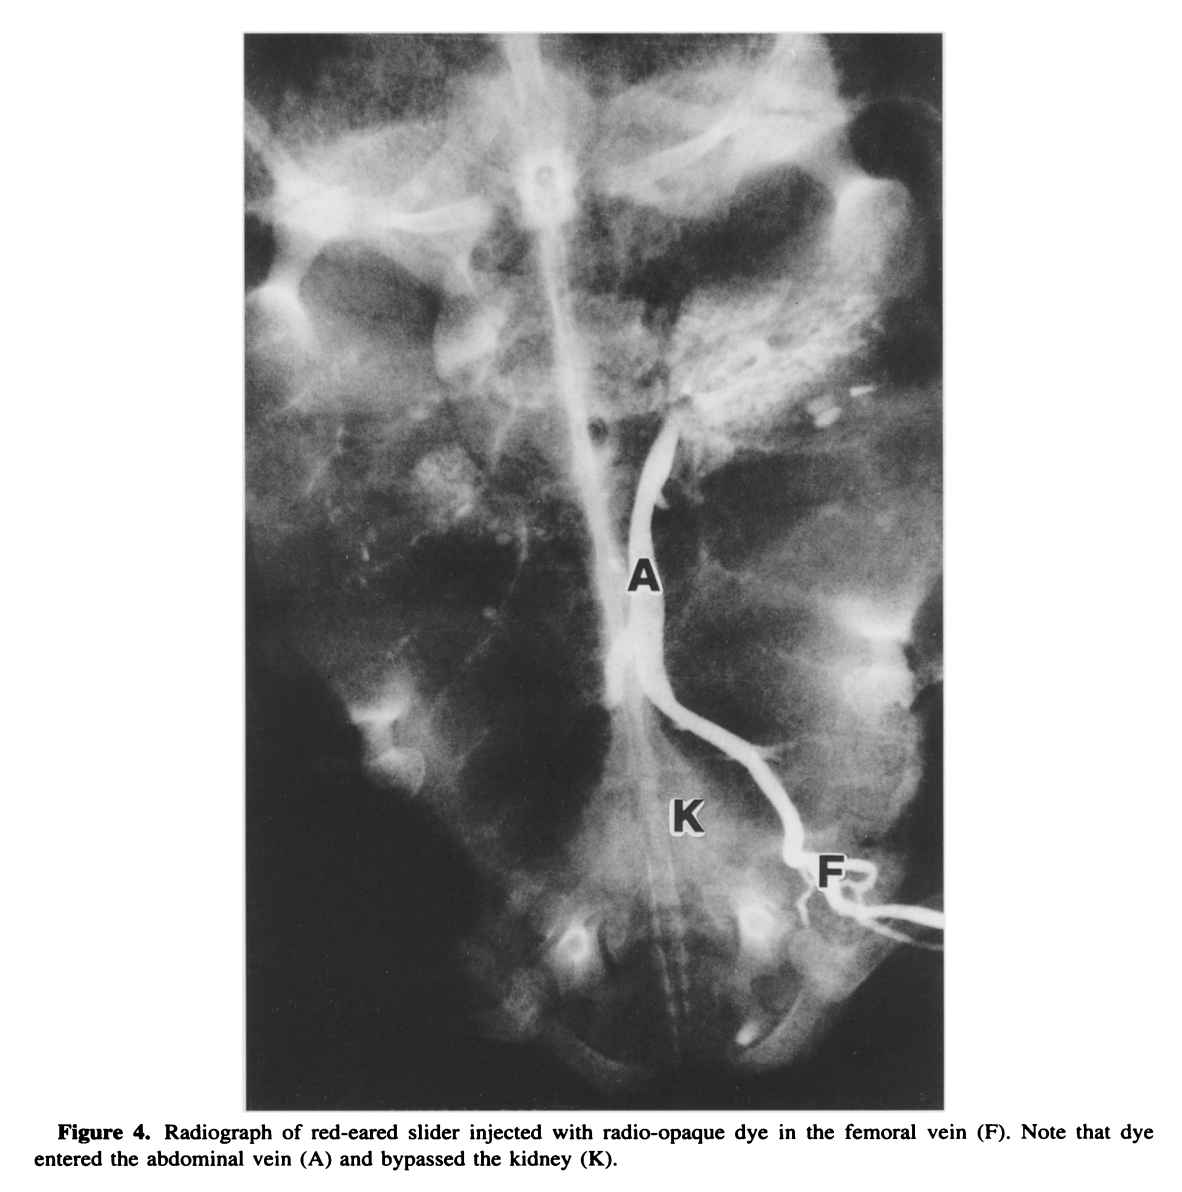 A
K
F
Figure 4. Radiograph of red-eared slider injected with radio-opaque dye in the femoral vein (F). Note that dye
entered the abdominal vein (A) and bypassed the kidney (K).